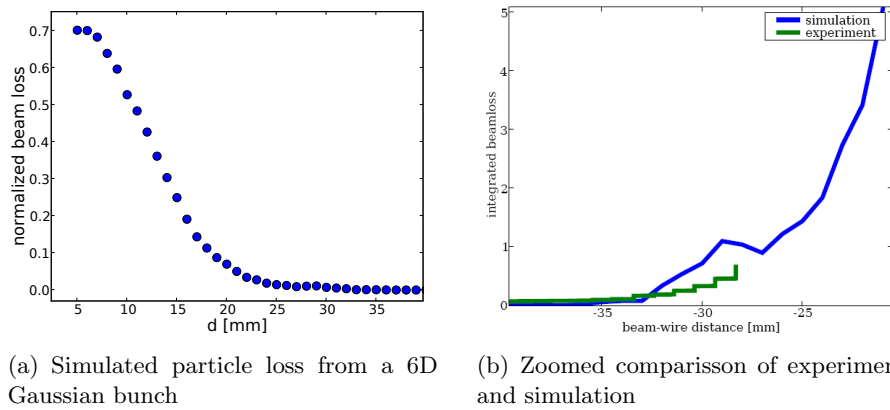 0.7
0.6
0.5
0.4
0.3
0.2
0.1
0.0
normalized beam loss
5 10 15 20 25 30 35
d [mm]
5
4
3
2
1
0
integrated beamloss
simulation
experiment
-35 -30 -25
beam-wire distance [mm]
(a) Simulated particle loss from a 6D
Gaussian bunch
(b) Zoomed comparisson of experimen
and simulation